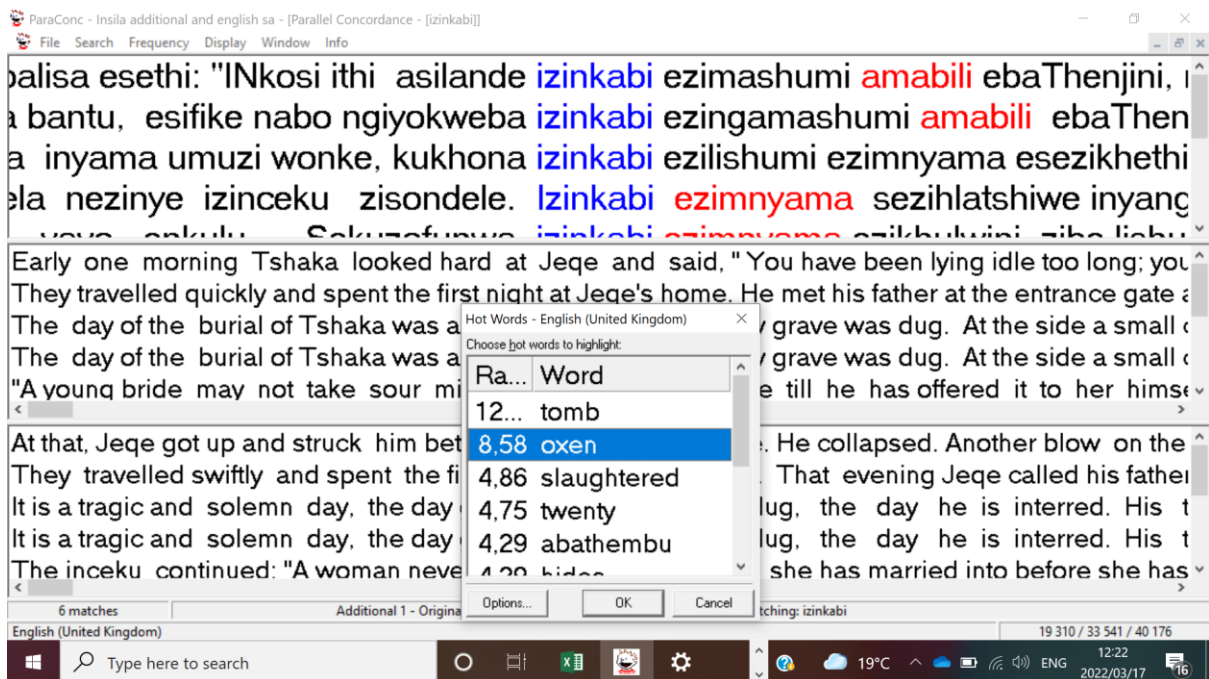 ParaConc - Insila additional and english sa - [Parallel Concordance - [izinkabi]]
File Search Frequency Display Window Info
palisa esethi: "INkosi ithi asilande izinkabi ezimashumi amabili ebaThenjini,
a bantu, esifike nabo ngiyokweba izinkabi ezingamashumi amabili ebaThen
a inyama umuzi wonke, kukhona izinkabi ezilishumi ezimnyama esezikhethi
ela nezinye izinceku zisondele. Izinkabi ezimnyama sezihlatshiwe inyang
izinkabi ezimnyama
Early one morning Tshaka looked hard at Jeqe and said, " You have been lying idle too long; you
They travelled quickly and spent the first night at Jeqe's home. He met his father at the entrance gate a
The day of the burial of Tshaka was a y grave was dug. At the side a small
The day of the burial of Tshaka was a y grave was dug. At the side a small
"A young bride may not take sour mi e till he has offered it to her himse
Hot Words - English (United Kingdom)
Choose hot words to highlight:
Ra... Word
12... tomb
8,58 oxen
4,86 slaughtered
4,75 twenty
4,29 abathembu
4,29 hides
Options... OK Cancel
At that, Jeqe got up and struck him bet e. He collapsed. Another blow on the
They travelled swiftly and spent the fi . That evening Jeqe called his father
It is a tragic and solemn day, the day lug, the day he is interred. His t
It is a tragic and solemn day, the day lug, the day he is interred. His t
The inceku continued: "A woman neve she has married into before she has
6 matches Additional 1 - Origina tching: izinkabi
English (United Kingdom) 19 310 / 33 541 / 40 176
Type here to search 19°C ENG 12:22
2022/03/17 16